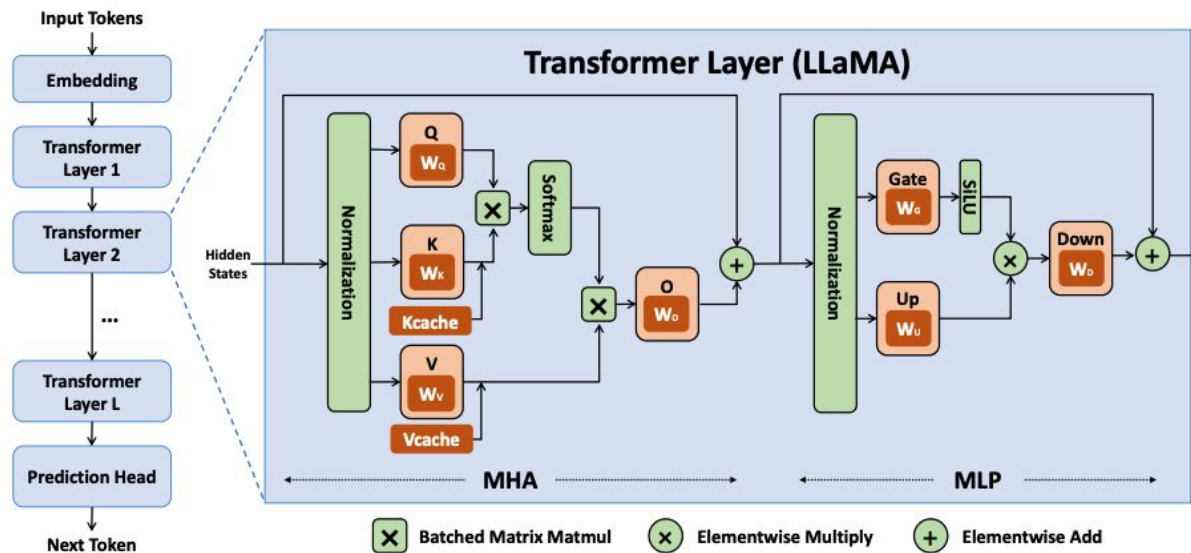 Input Tokens
Embedding
Transformer
Layer 1
Transformer
Layer 2
...
Transformer
Layer L
Prediction Head
Next Token
Transformer Layer (LLaMA)
Hidden
States
Normalization
Q
WQ
K
WK
Kcache
V
WV
Vcache
Softmax
O
WO
Normalization
Gate
WG
SiLU
Up
WU
Down
WD
MHA
MLP
Batched Matrix Matmul
Elementwise Multiply
Elementwise Add